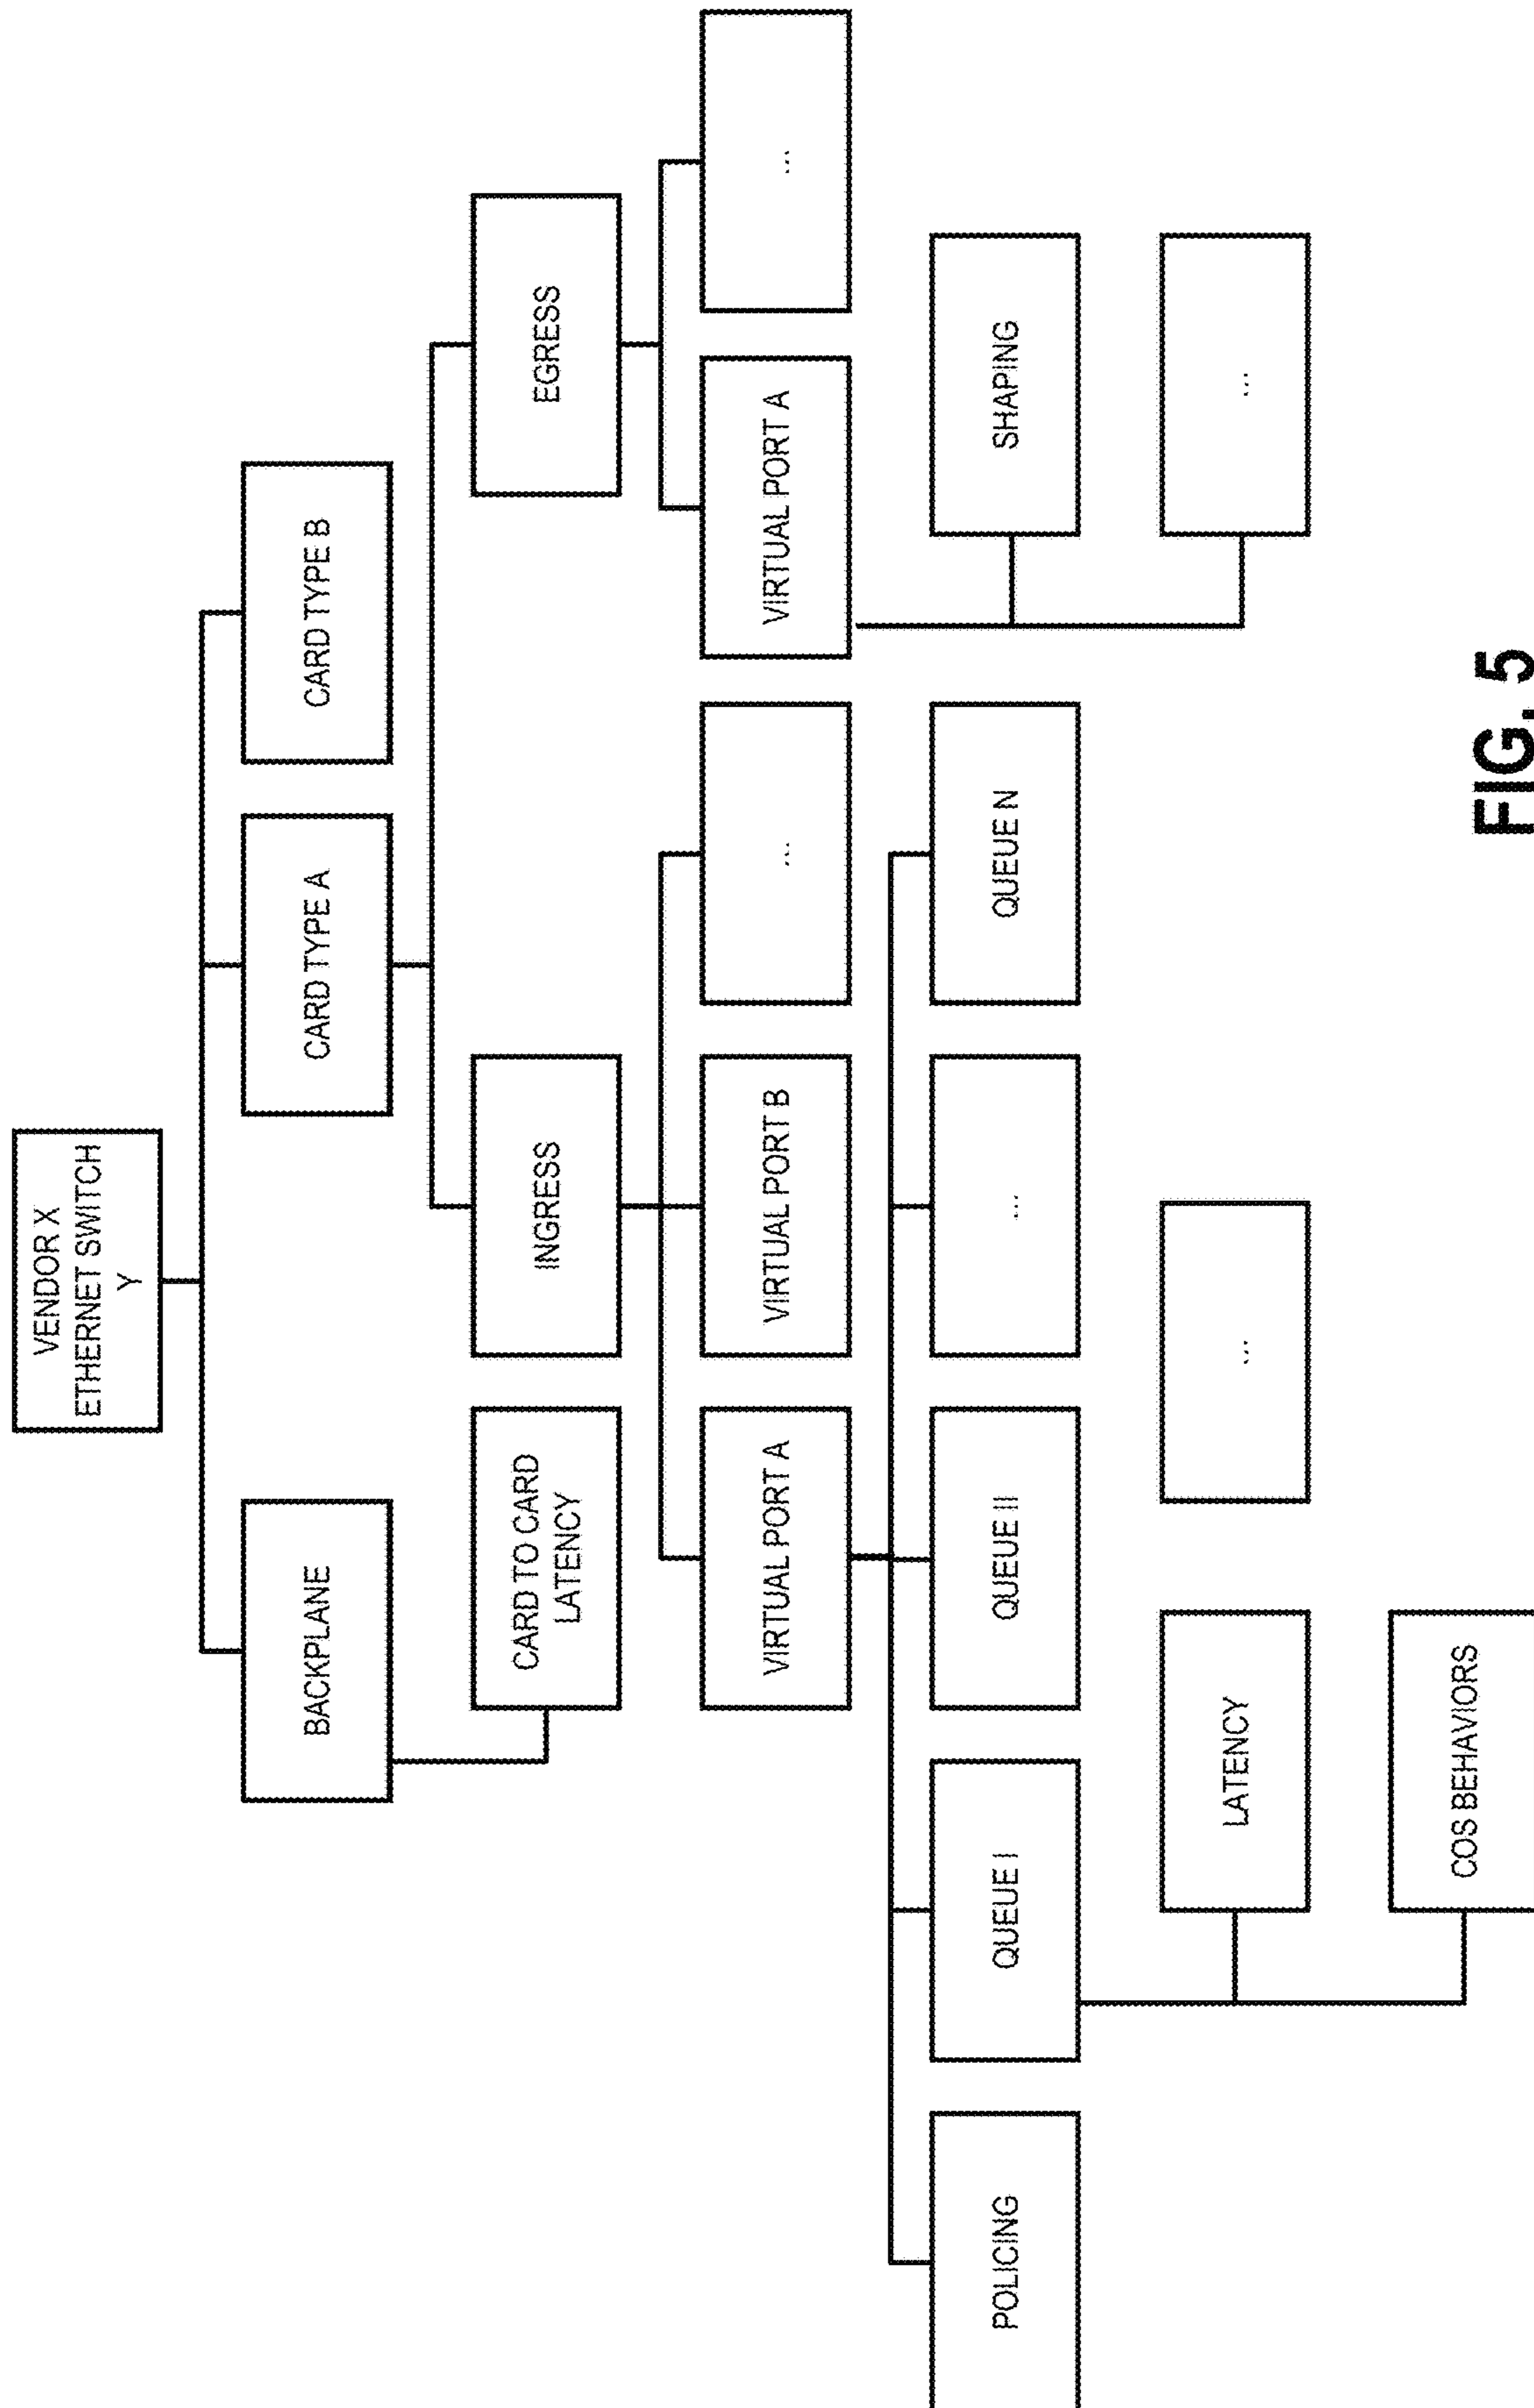 VENDOR X
ETHERNET SWITCH
Y
BACKPLANE
CARD TYPE A
CARD TYPE B
CARD TO CARD
LATENCY
INGRESS
EGRESS
VIRTUAL PORT A
VIRTUAL PORT B
...
VIRTUAL PORT A
...
POLICING
QUEUE I
QUEUE II
...
QUEUE N
SHAPING
LATENCY
...
...
COS BEHAVIORS
FIG. 5